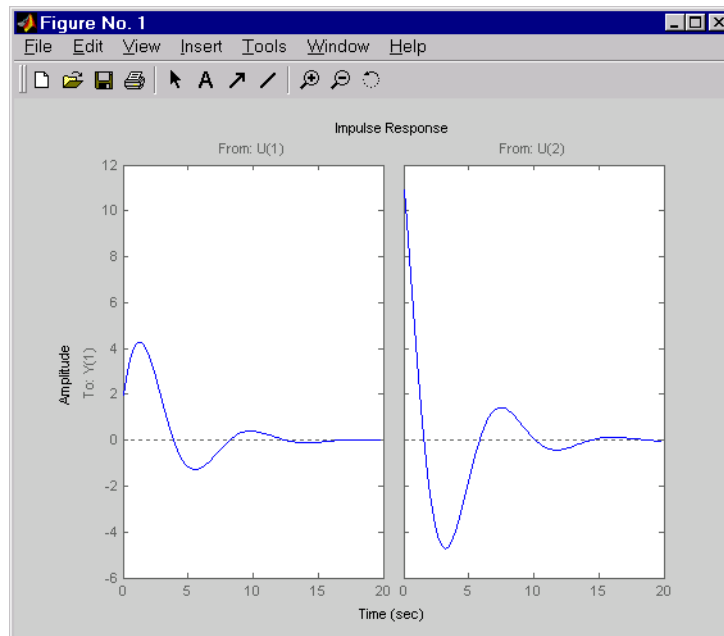 Figure No. 1
File Edit View Insert Tools Window Help
A
Impulse Response
From: U(1) From: U(2)
12
10
8
6
4
2
0
-2
-4
-6
Amplitude
To: Y(1)
0 5 10 15 20 0 5 10 15 20
Time (sec)